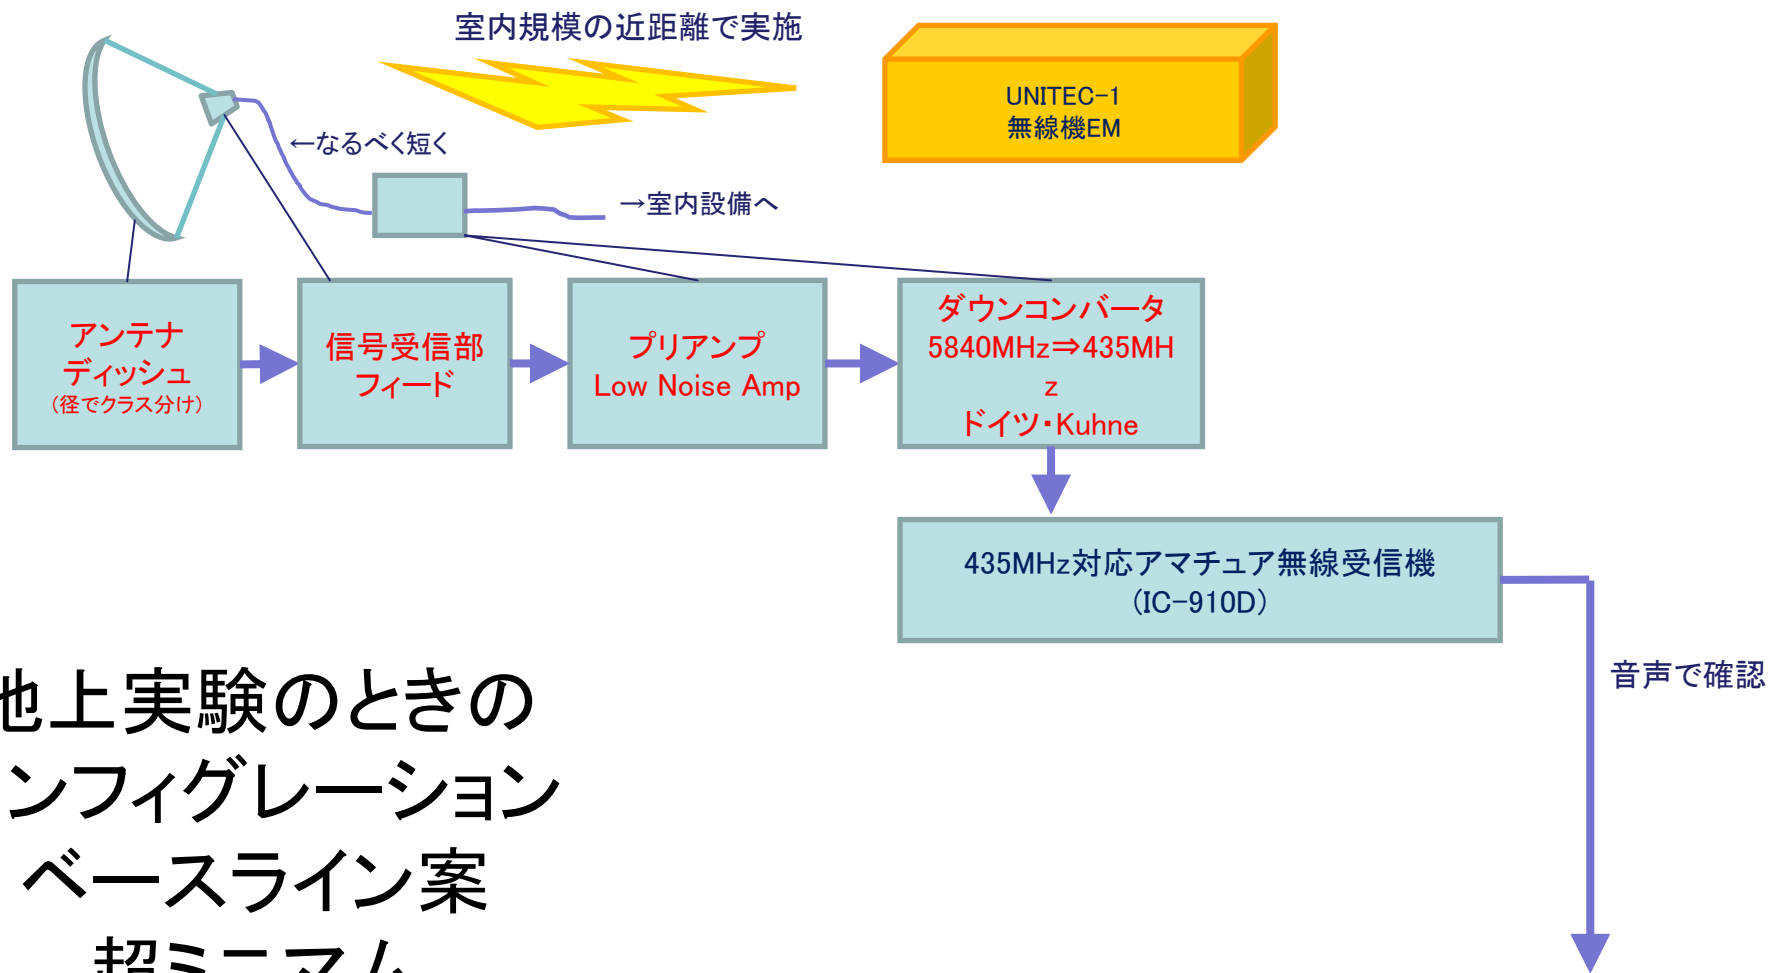 室内規模の近距離で実施
UNITEC-1
無線機EM
←なるべく短く
→室内設備へ
アンテナ
ディッシュ
(径でクラス分け)
信号受信部
フィード
プリアンプ
Low Noise Amp
ダウンコンバータ
5840MHz⇒435MH
z
ドイツ・Kuhne
435MHz対応アマチュア無線受信機
(IC-910D)
音声で確認
地上実験のときの
ンフィグレーション
ベースライン案
超ミニマム